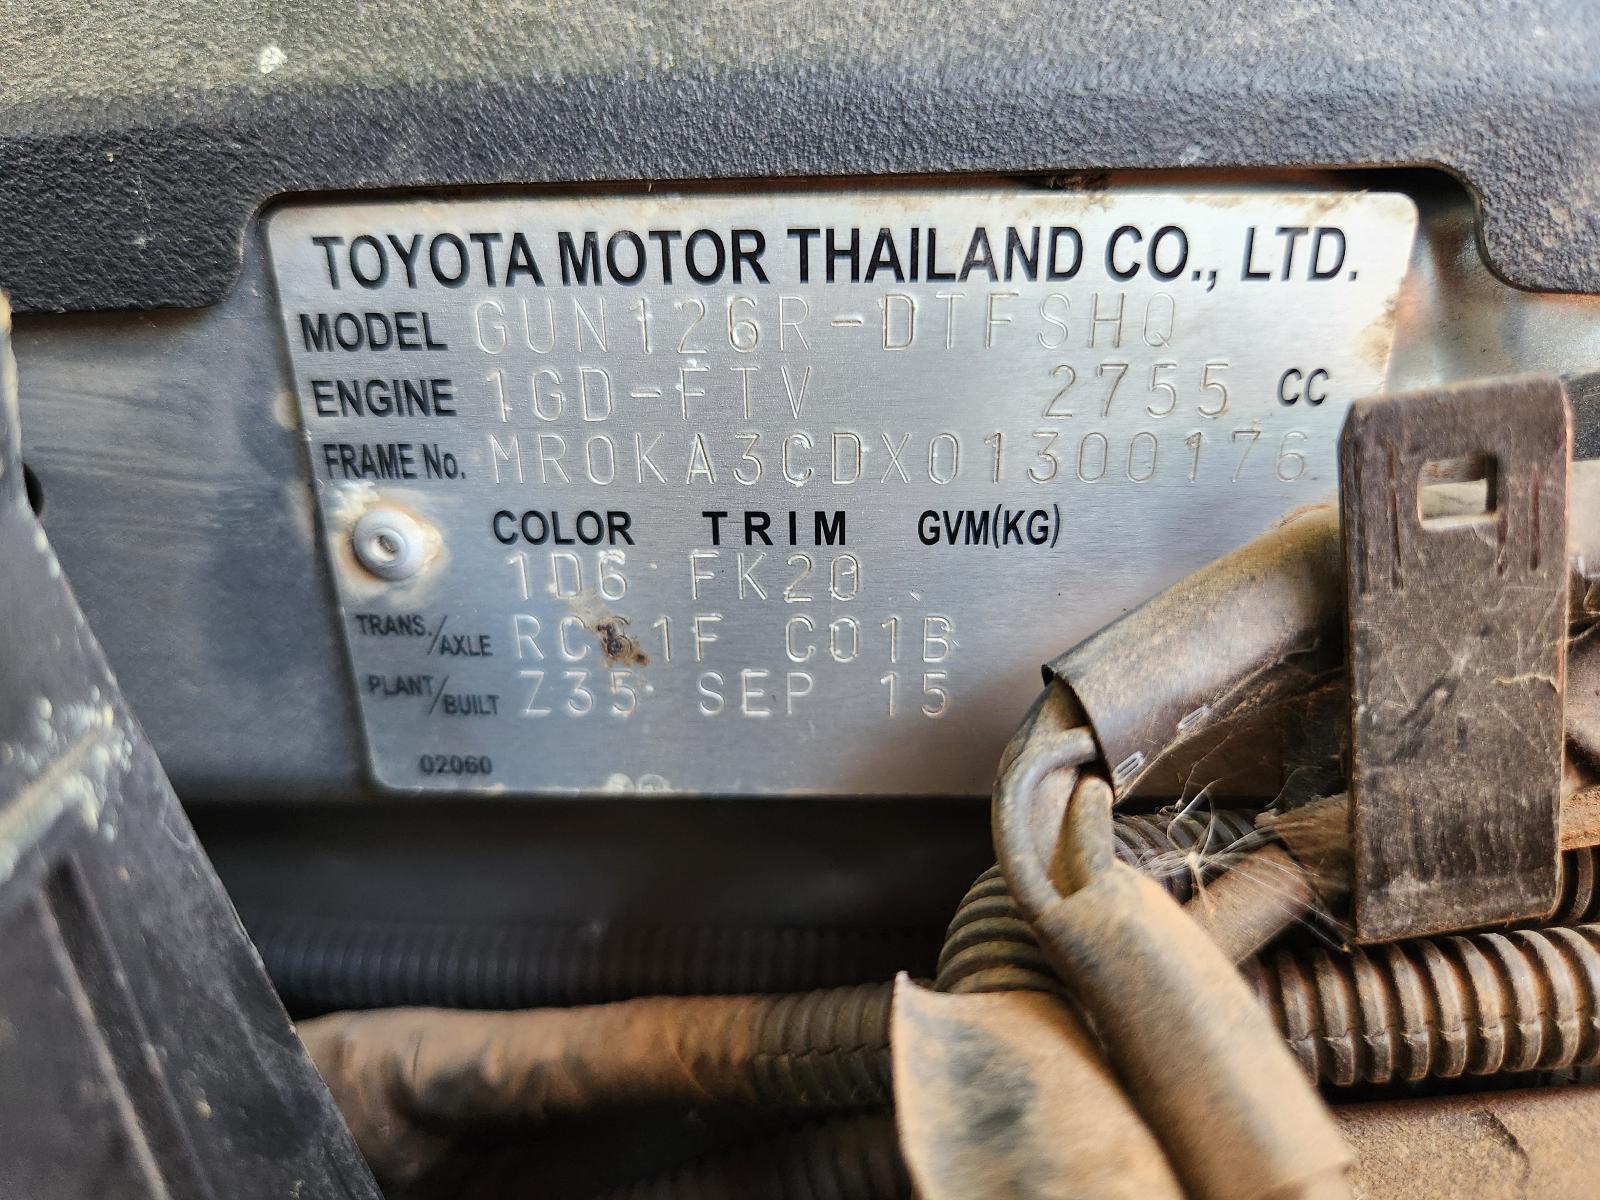 TOYOTA MOTOR THAILAND CO., LTD.
MODEL GUN126R-DTFSHQ
ENGINE 1GD-FTV 2755 CC
FRAME No. MR0KA3CDX01300176
COLOR TRIM GVM(KG)
1D6 FK20
TRANS./AXLE RC61F C01B
PLANT/BUILT Z35 SEP 15
02060